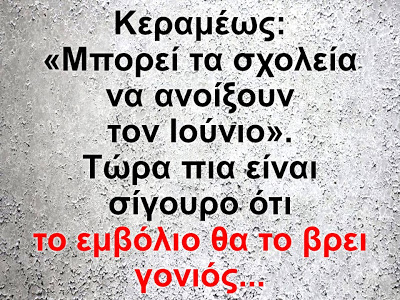 Κεραμέως:
«Μπορεί τα σχολεία
να ανοίξουν
τον Ιούνιο».
Τώρα πια είναι
σίγουρο ότι
το εμβόλιο θα το βρει
γονιός...